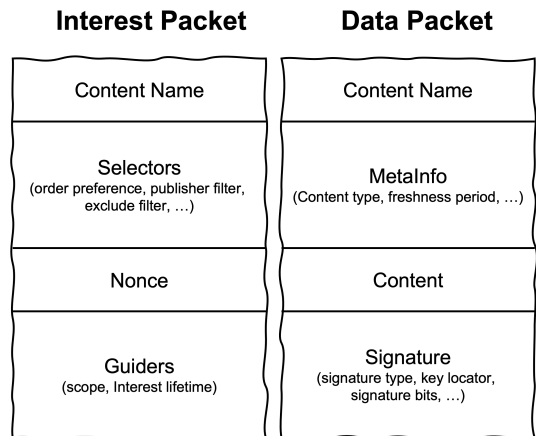 Interest Packet
Content Name
Selectors
(order preference, publisher filter,
exclude filter, …)
Nonce
Guiders
(scope, Interest lifetime)
Data Packet
Content Name
MetaInfo
(Content type, freshness period, …)
Content
Signature
(signature type, key locator,
signature bits, …)